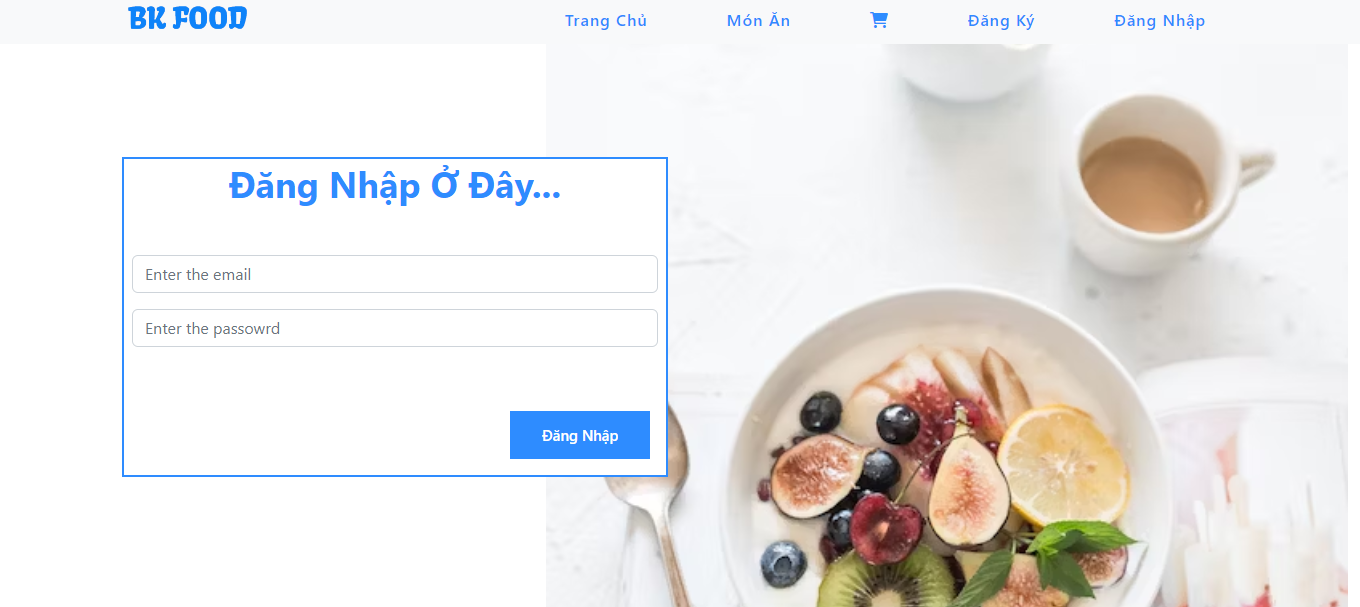 BK FOOD
Trang Chủ Món Ăn Đăng Ký Đăng Nhập
Đăng Nhập Ở Đây...
Enter the email
Enter the passowrd
Đăng Nhập